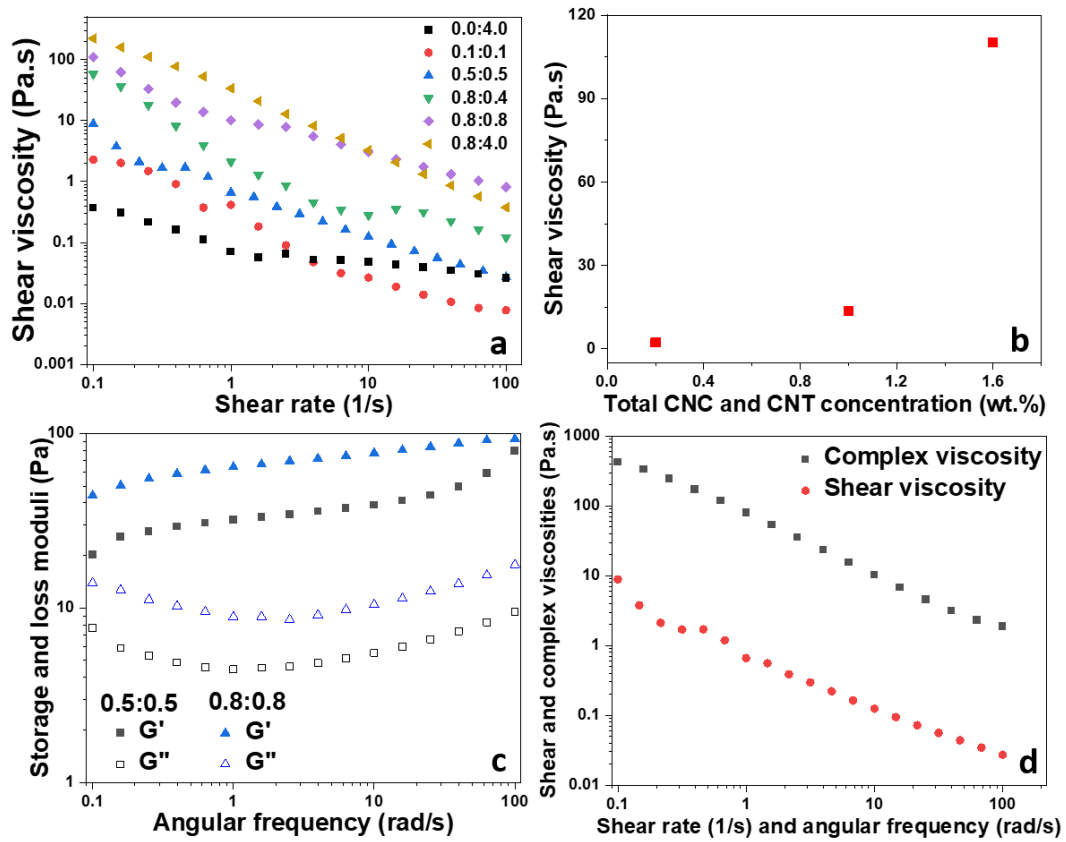 Shear viscosity (Pa.s)
100
10
1
0.1
0.01
0.001
0.0:4.0
0.1:0.1
0.5:0.5
0.8:0.4
0.8:0.8
0.8:4.0
a
0.1
1
10
100
Shear rate (1/s)
Shear viscosity (Pa.s)
120
90
60
30
0
b
0.0
0.4
0.8
1.2
1.6
Total CNC and CNT concentration (wt.%)
Storage and loss moduli (Pa)
100
10
1
0.5:0.5 0.8:0.8
G' G'
G" G"
c
0.1
1
10
100
Angular frequency (rad/s)
Shear and complex viscosities (Pa.s)
1000
100
10
1
0.1
0.01
Complex viscosity
Shear viscosity
d
0.1
1
10
100
Shear rate (1/s) and angular frequency (rad/s)